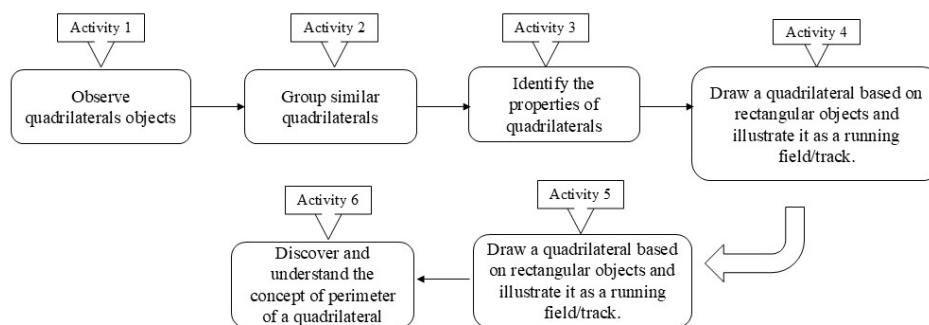 Activity 1
Observe
quadrilaterals objects
Activity 2
Group similar
quadrilaterals
Activity 3
Identify the
properties of
quadrilaterals
Activity 4
Draw a quadrilateral based on
rectangular objects and
illustrate it as a running
field/track.
Activity 5
Draw a quadrilateral based
on rectangular objects and
illustrate it as a running
field/track.
Activity 6
Discover and
understand the
concept of perimeter
of a quadrilateral